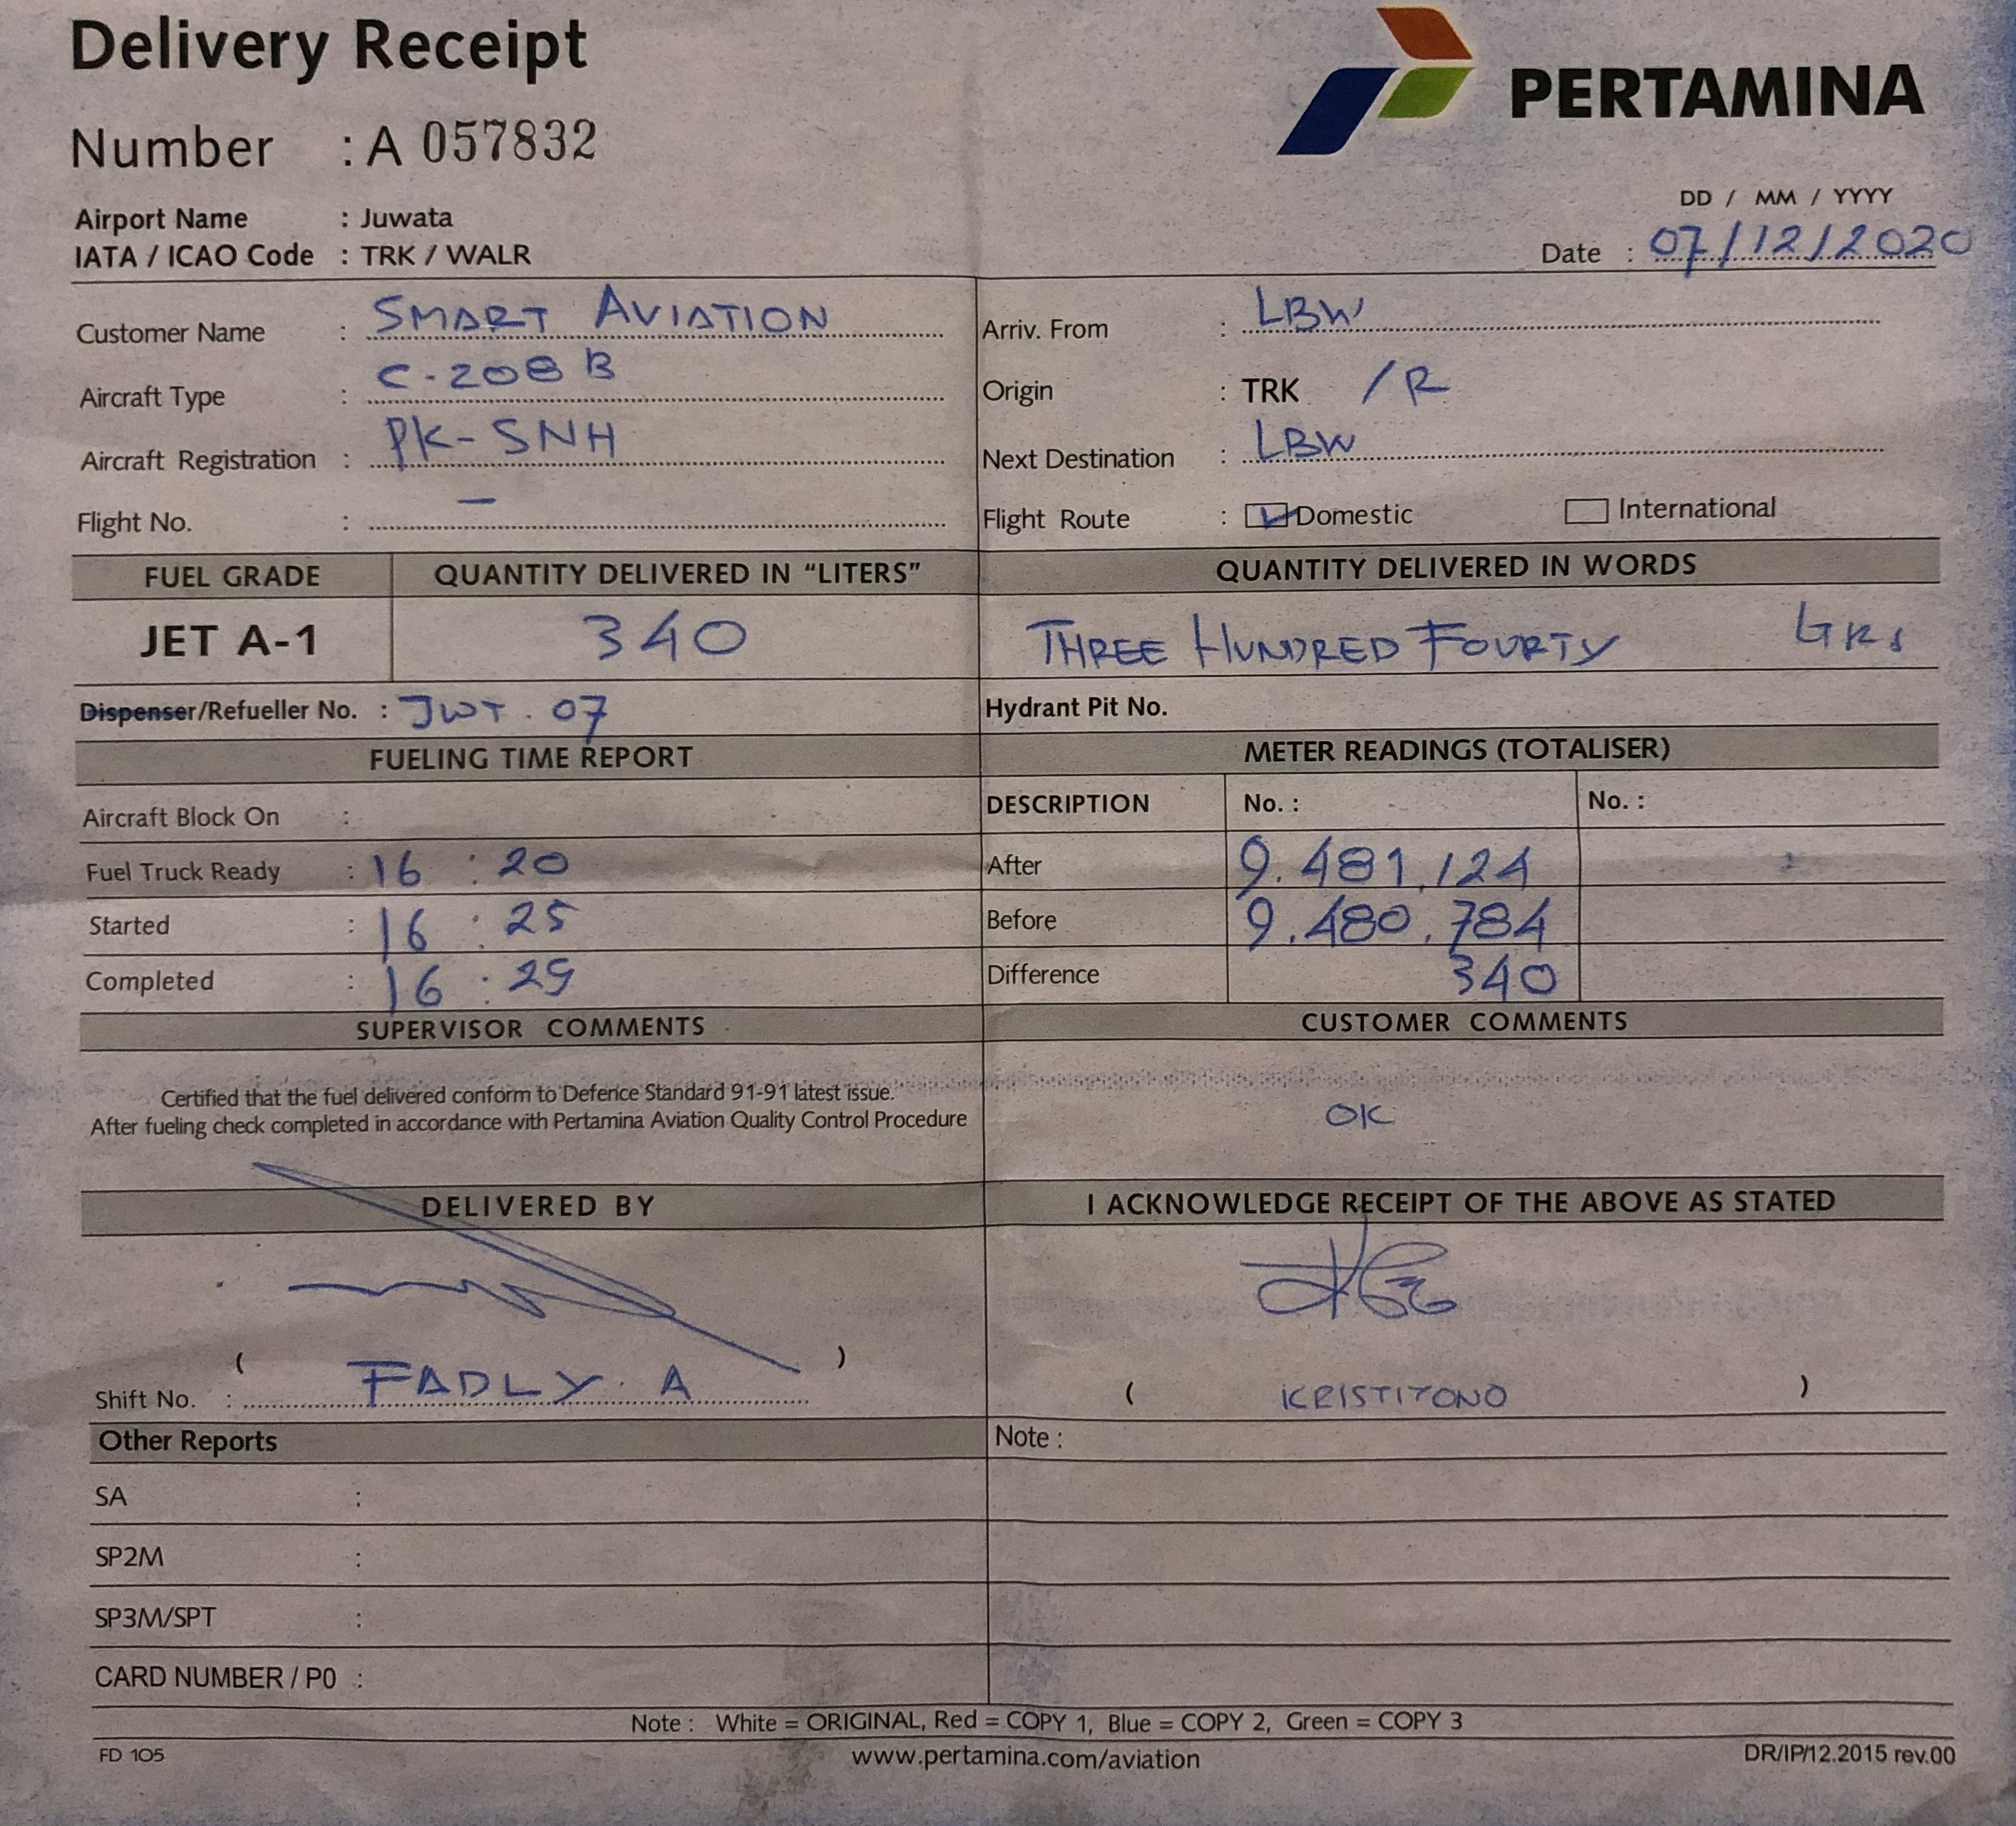 Delivery Receipt
PERTAMINA
Number : A 057832
DD / MM / YYYY
Airport Name : Juwata
IATA / ICAO Code : TRK / WALR
Date : 07/12/2020
Customer Name : SMART AVIATION
Arriv. From : LBW
Aircraft Type : C-208 B
Origin : TRK /R
Aircraft Registration : PK-SNH
Next Destination : LBW
Flight No. : –
Flight Route : Domestic International
FUEL GRADE QUANTITY DELIVERED IN “LITERS” QUANTITY DELIVERED IN WORDS
JET A-1 340 THREE HUNDRED FOURTY
Dispenser/Refueller No. : JWT . 07 Hydrant Pit No.
FUELING TIME REPORT METER READINGS (TOTALISER)
Aircraft Block On : DESCRIPTION No. : No. :
Fuel Truck Ready : 16 : 20 After 9.481.124
Started : 16 : 25 Before 9.480.784
Completed : 16 : 29 Difference 340
SUPERVISOR COMMENTS CUSTOMER COMMENTS
Certified that the fuel delivered conform to Defence Standard 91-91 latest issue.
After fueling check completed in accordance with Pertamina Aviation Quality Control Procedure
OK
DELIVERED BY I ACKNOWLEDGE RECEIPT OF THE ABOVE AS STATED
( )
Shift No. : FADLY. A
( KRISTITONO )
Other Reports Note :
SA :
SP2M :
SP3M/SPT :
CARD NUMBER / P0 :
Note : White = ORIGINAL, Red = COPY 1, Blue = COPY 2, Green = COPY 3
FD 105 www.pertamina.com/aviation DR/IP/12.2015 rev.00